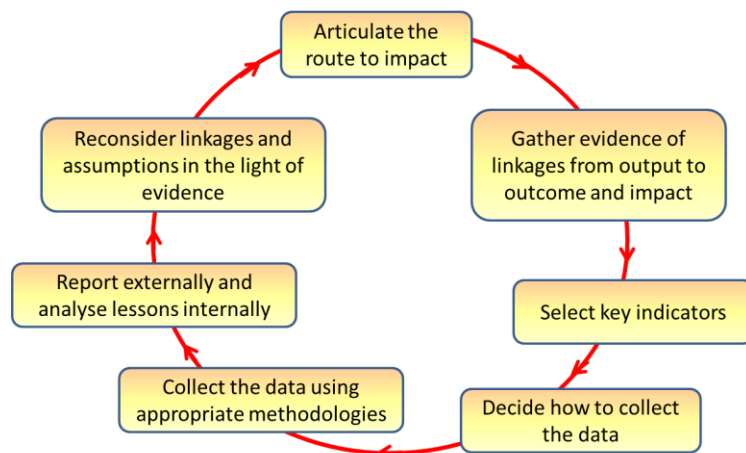 Articulate the
route to impact
Gather evidence of
linkages from output to
outcome and impact
Select key indicators
Decide how to collect
the data
Collect the data using
appropriate methodologies
Report externally and
analyse lessons internally
Reconsider linkages and
assumptions in the light of
evidence